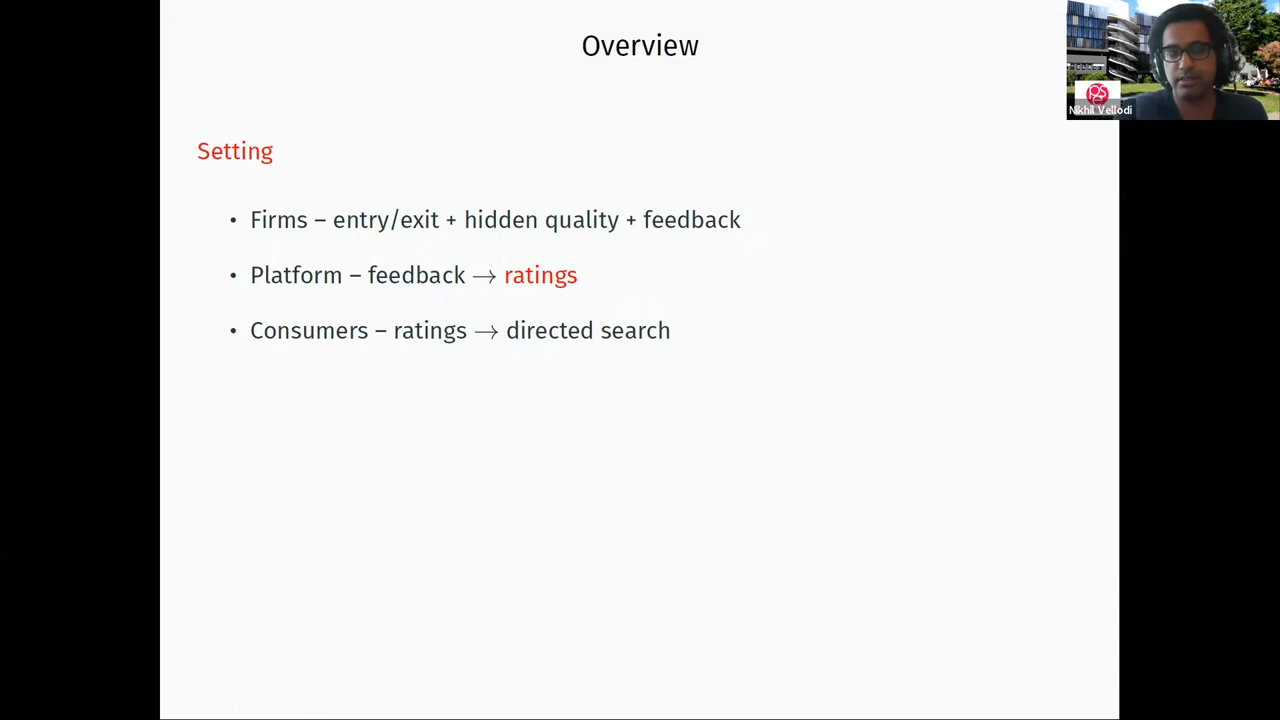 Overview
Setting
• Firms – entry/exit + hidden quality + feedback
• Platform – feedback → ratings
• Consumers – ratings → directed search
Nikhil Vellodi